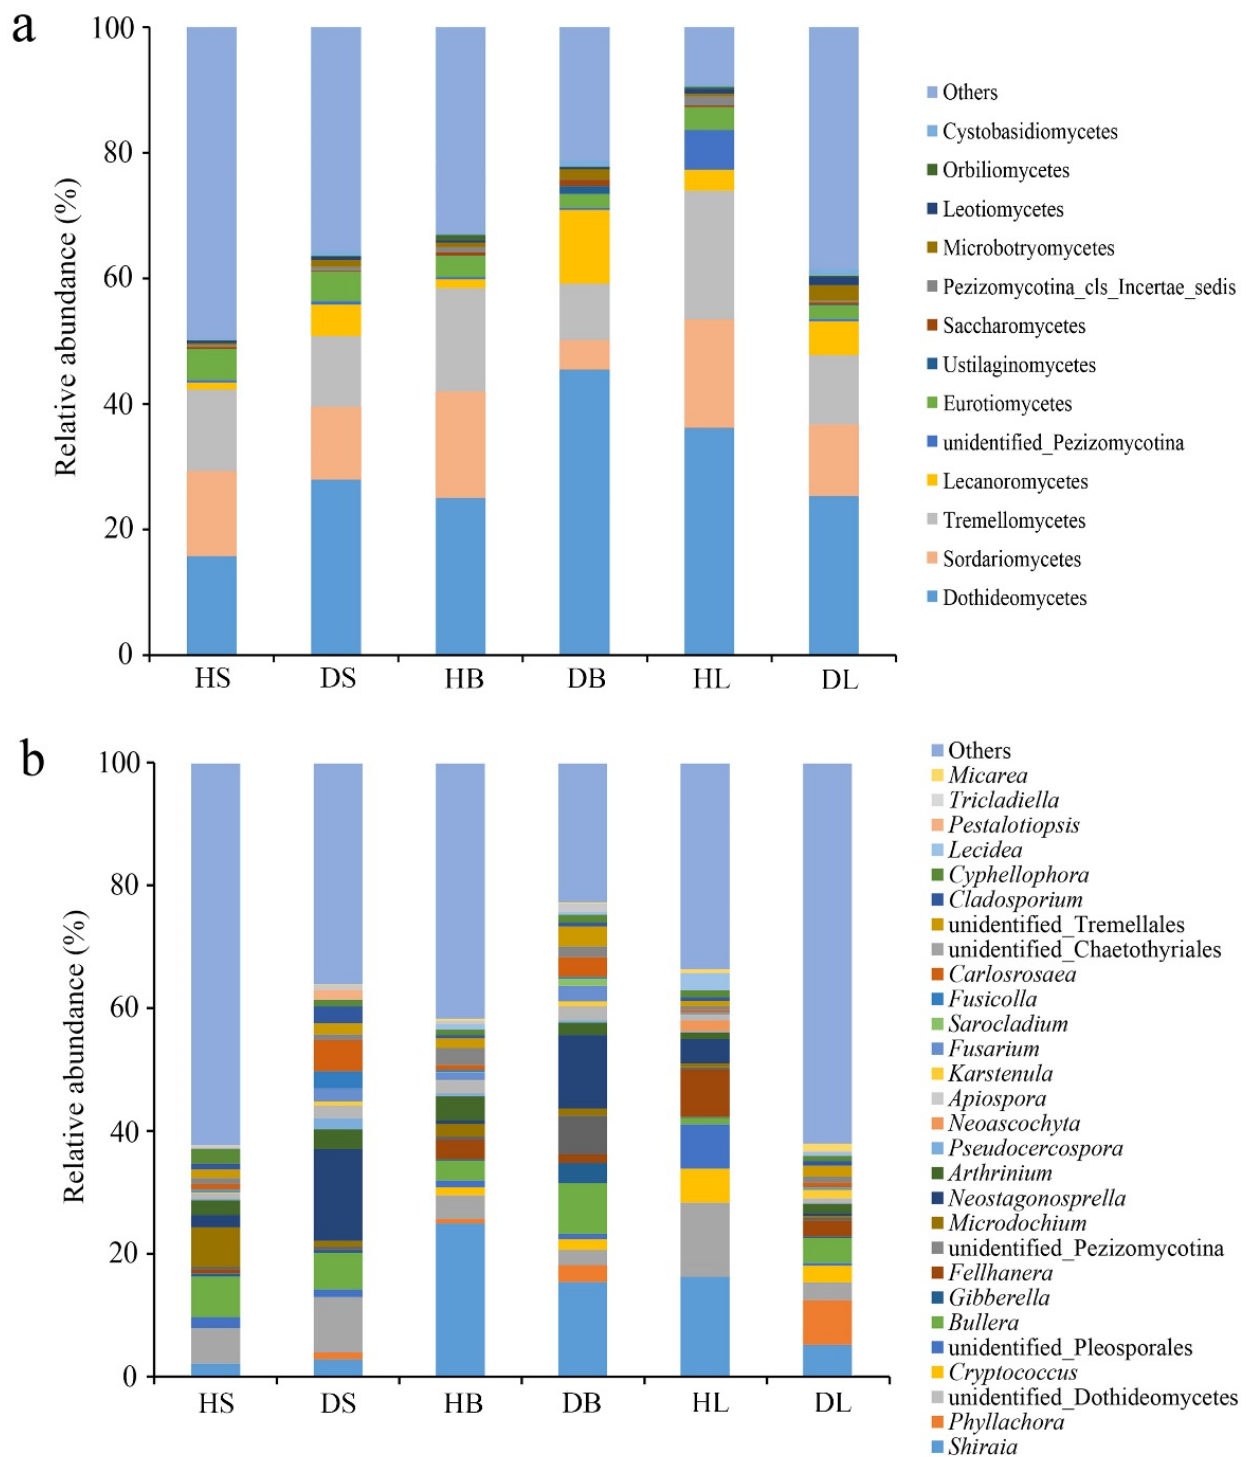 a
100
80
60
40
20
0
Relative abundance (%)
HS DS HB DB HL DL
Others
Cystobasidiomycetes
Orbiliomycetes
Leotiomycetes
Microbotryomycetes
Pezizomycotina_cls_Incertae_sedis
Saccharomycetes
Ustilaginomycetes
Eurotiomycetes
unidentified_Pezizomycotina
Lecanoromycetes
Tremellomycetes
Sordariomycetes
Dothideomycetes
b
100
80
60
40
20
0
Relative abundance (%)
HS DS HB DB HL DL
Others
Micarea
Tricladiella
Pestalotiopsis
Lecidea
Cyphellophora
Cladosporium
unidentified_Tremellales
unidentified_Chaetothyriales
Carlosrosaea
Fusicolla
Sarocladium
Fusarium
Karstenula
Apiospora
Neoascochyta
Pseudocercospora
Arthrinium
Neostagonosprella
Microdochium
unidentified_Pezizomycotina
Fellhanera
Gibberella
Bullera
unidentified_Pleosporales
Cryptococcus
unidentified_Dothideomycetes
Phyllachora
Shiraia